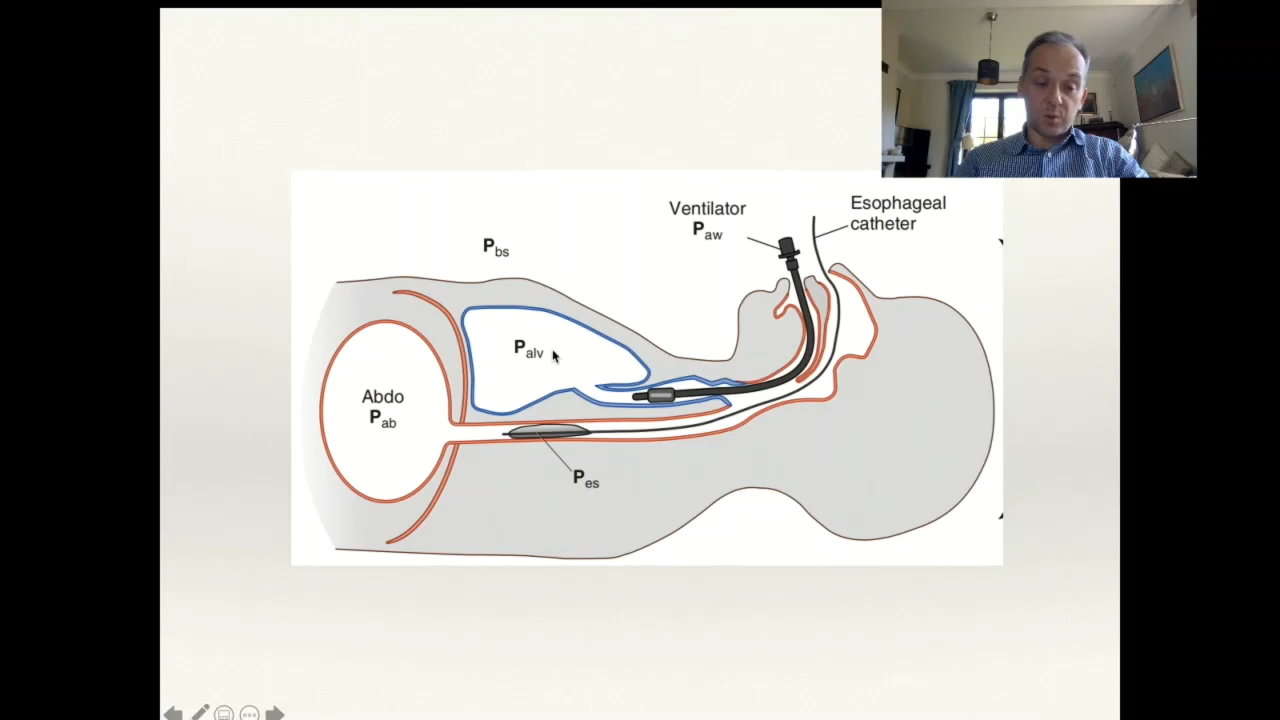 Ventilator
Paw
Esophageal
catheter
Pbs
Palv
Abdo
Pab
Pes